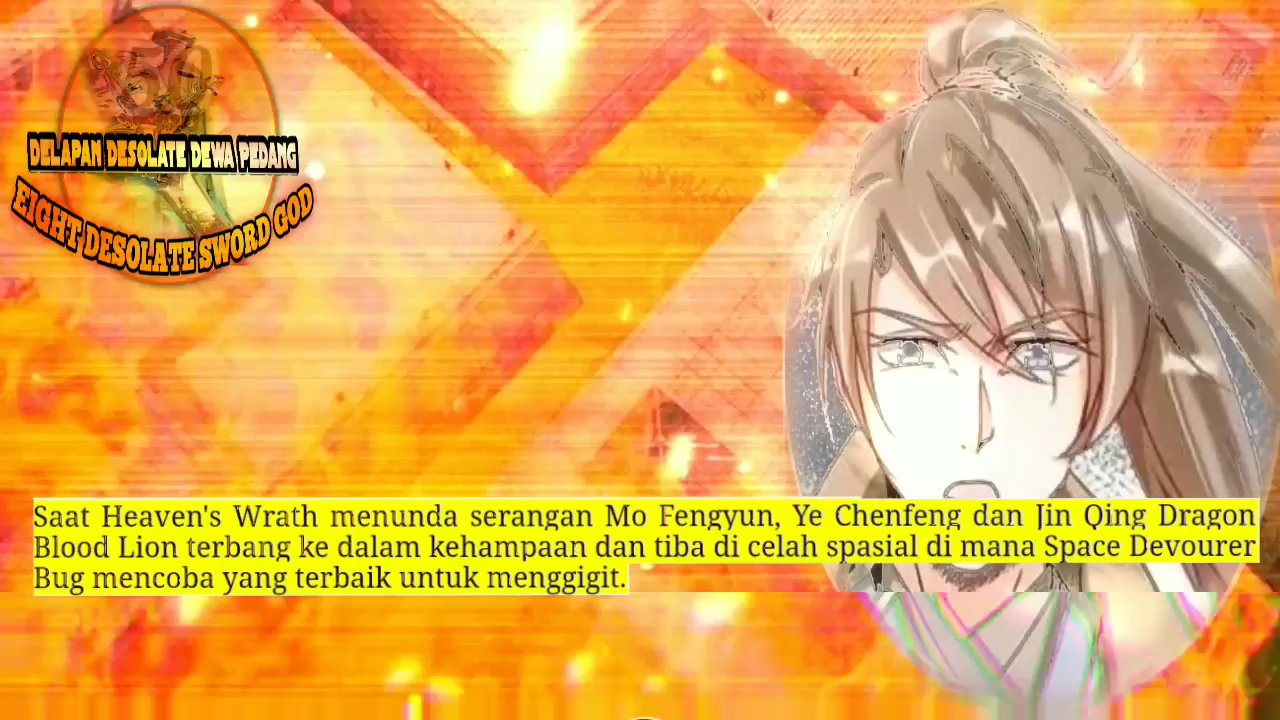 DELAPAN DESOLATE DEWA PEDANG
EIGHT DESOLATE SWORD GOD
Saat Heaven's Wrath menunda serangan Mo Fengyun, Ye Chenfeng dan Jin Qing Dragon
Blood Lion terbang ke dalam kehampaan dan tiba di celah spasial di mana Space Devourer
Bug mencoba yang terbaik untuk menggigit.